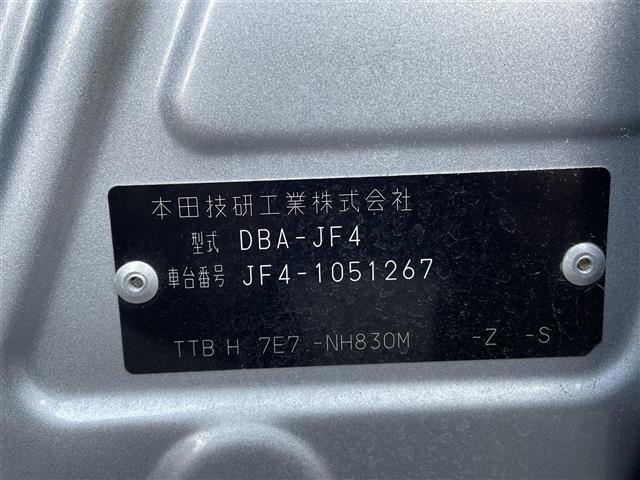 本田技研工業株式会社
型式 DBA-JF4
車台番号 JF4-1051267
TTB H 7E7 -NH830M -Z -S